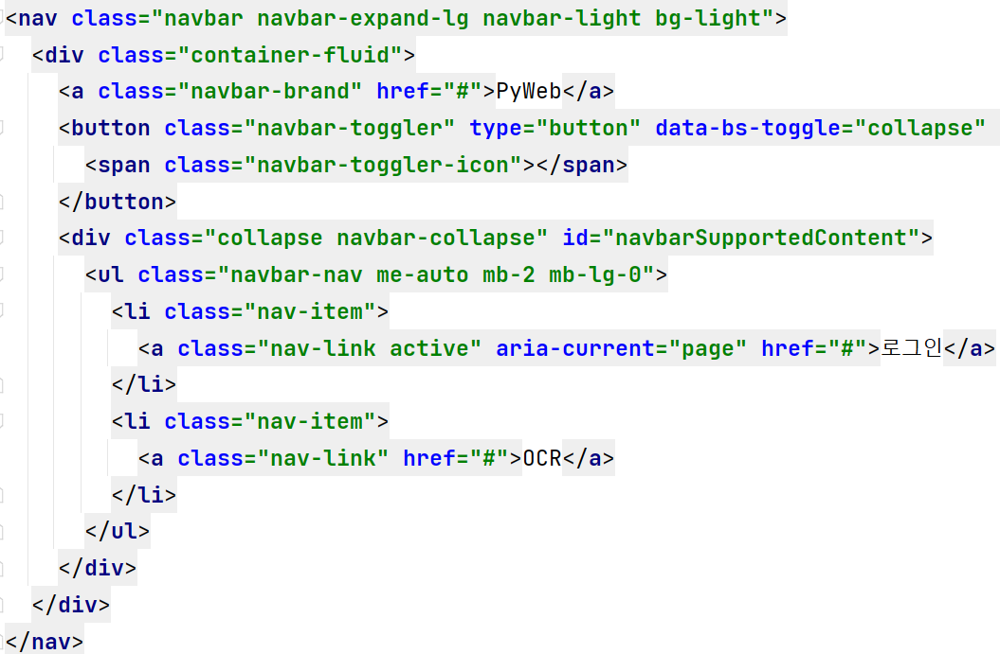 <nav class="navbar navbar-expand-lg navbar-light bg-light">
<div class="container-fluid">
<a class="navbar-brand" href="#">PyWeb</a>
<button class="navbar-toggler" type="button" data-bs-toggle="collapse"
<span class="navbar-toggler-icon"></span>
</button>
<div class="collapse navbar-collapse" id="navbarSupportedContent">
<ul class="navbar-nav me-auto mb-2 mb-lg-0">
<li class="nav-item">
<a class="nav-link active" aria-current="page" href="#">로그인</a>
</li>
<li class="nav-item">
<a class="nav-link" href="#">OCR</a>
</li>
</ul>
</div>
</div>
</nav>